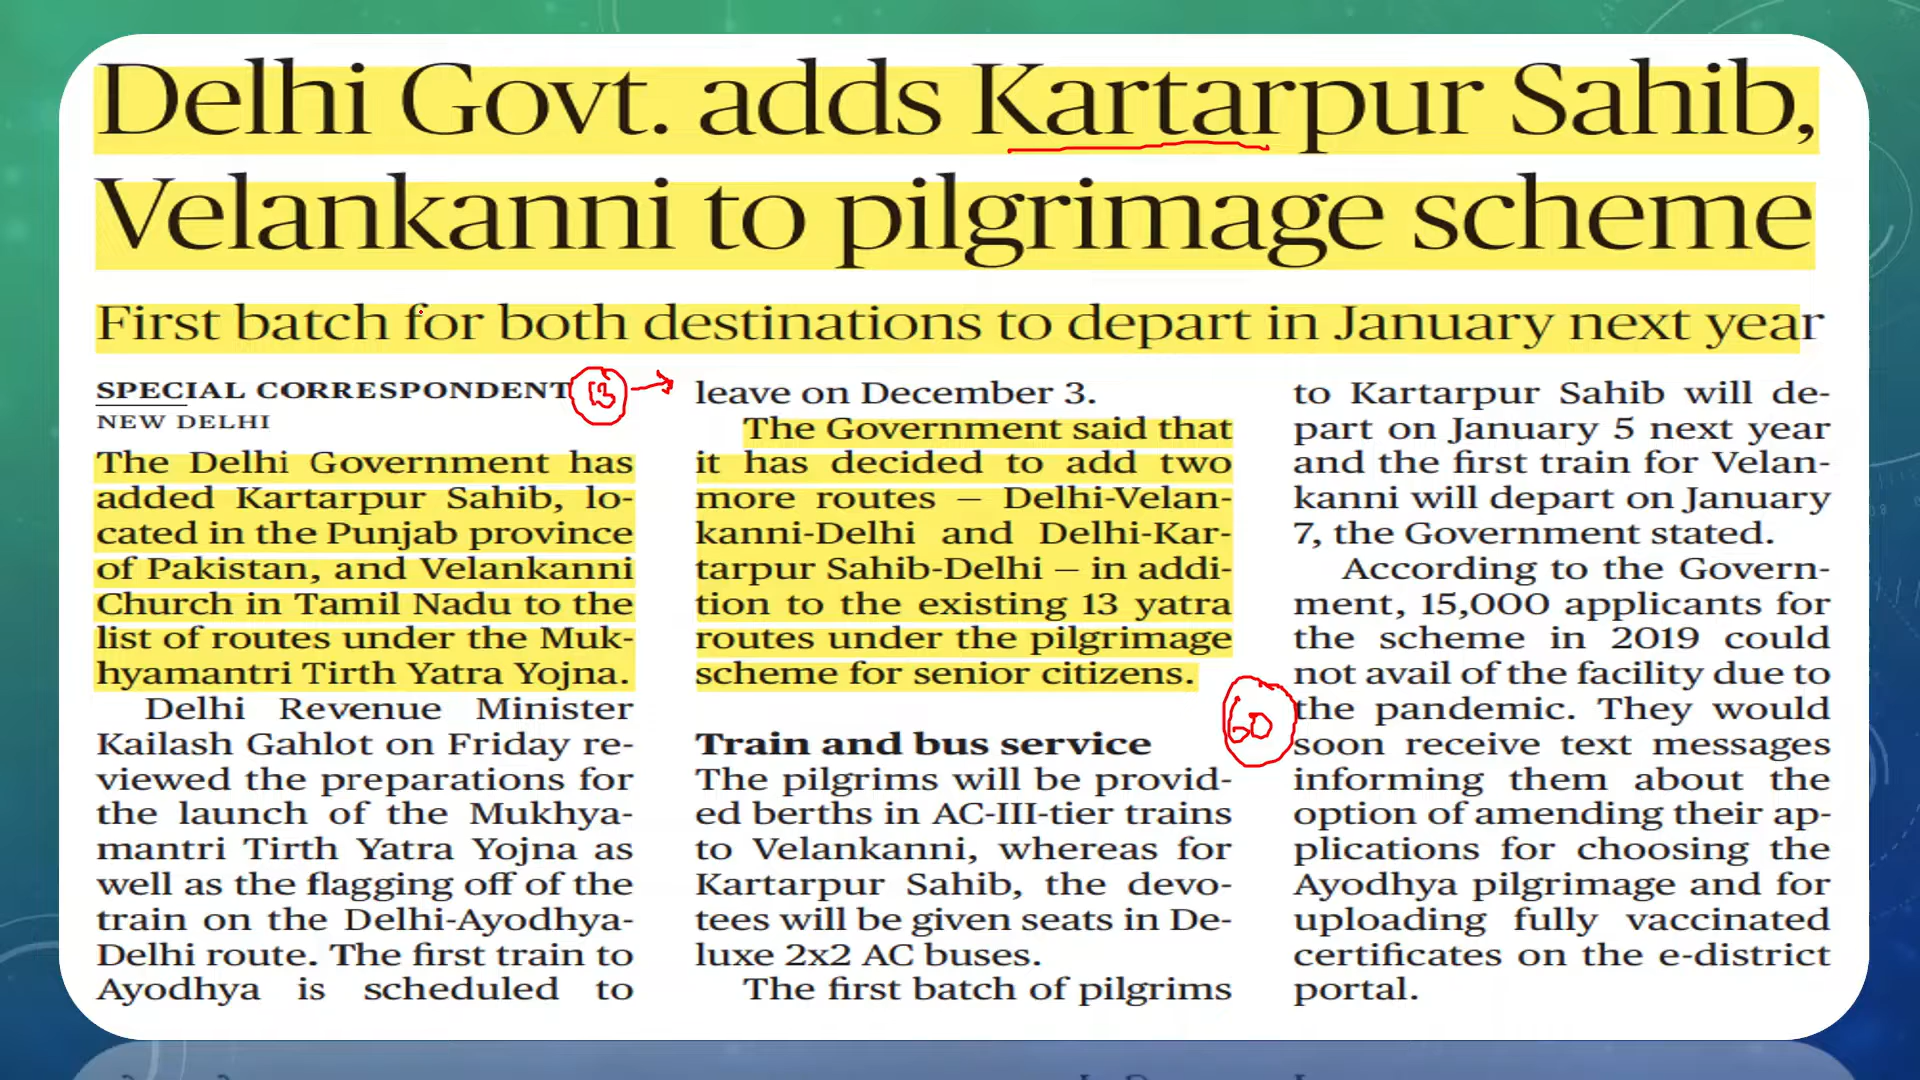 Delhi Govt. adds Kartarpur Sahib,
Velankanni to pilgrimage scheme
First batch for both destinations to depart in January next year
SPECIAL CORRESPONDENT
NEW DELHI
13
The Delhi Government has
added Kartarpur Sahib, lo-
cated in the Punjab province
of Pakistan, and Velankanni
Church in Tamil Nadu to the
list of routes under the Muk-
hyamantri Tirth Yatra Yojna.
Delhi Revenue Minister
Kailash Gahlot on Friday re-
viewed the preparations for
the launch of the Mukhya-
mantri Tirth Yatra Yojna as
well as the flagging off of the
train on the Delhi-Ayodhya-
Delhi route. The first train to
Ayodhya is scheduled to
leave on December 3.
The Government said that
it has decided to add two
more routes – Delhi-Velan-
kanni-Delhi and Delhi-Kar-
tarpur Sahib-Delhi – in addi-
tion to the existing 13 yatra
routes under the pilgrimage
scheme for senior citizens.
Train and bus service
The pilgrims will be provid-
ed berths in AC-III-tier trains
to Velankanni, whereas for
Kartarpur Sahib, the devo-
tees will be given seats in De-
luxe 2x2 AC buses.
The first batch of pilgrims
to Kartarpur Sahib will de-
part on January 5 next year
and the first train for Velan-
kanni will depart on January
7, the Government stated.
According to the Govern-
ment, 15,000 applicants for
the scheme in 2019 could
not avail of the facility due to
the pandemic. They would
soon receive text messages
informing them about the
option of amending their ap-
plications for choosing the
Ayodhya pilgrimage and for
uploading fully vaccinated
certificates on the e-district
portal.